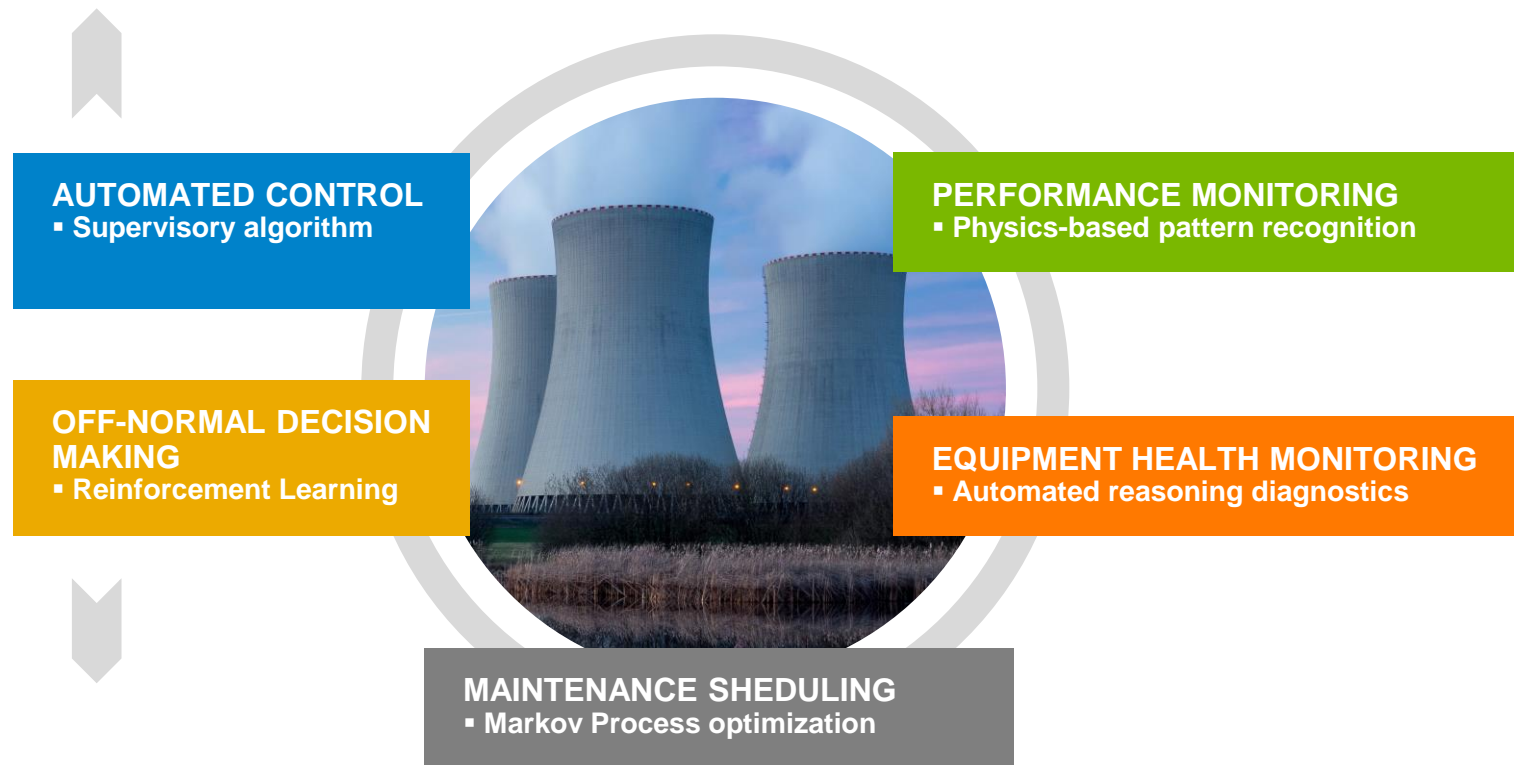 AUTOMATED CONTROL
▪ Supervisory algorithm
PERFORMANCE MONITORING
▪ Physics-based pattern recognition
OFF-NORMAL DECISION
MAKING
▪ Reinforcement Learning
EQUIPMENT HEALTH MONITORING
▪ Automated reasoning diagnostics
MAINTENANCE SHEDULING
▪ Markov Process optimization